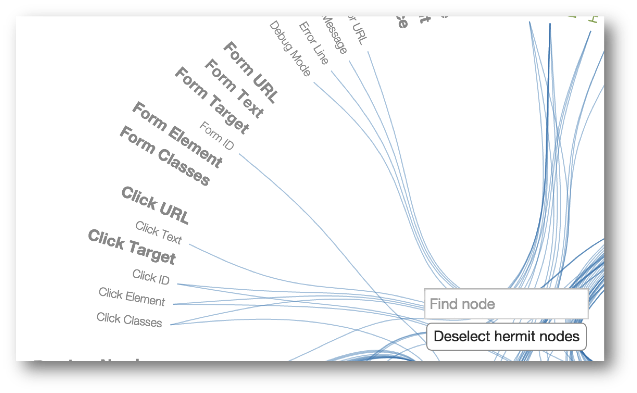 URL
Message
Error Line
Debug Mode
Form URL
Form Text
Form Target
Form ID
Form Element
Form Classes
Click URL
Click Text
Click Target
Click ID
Click Element
Click Classes
Find node
Deselect hermit nodes